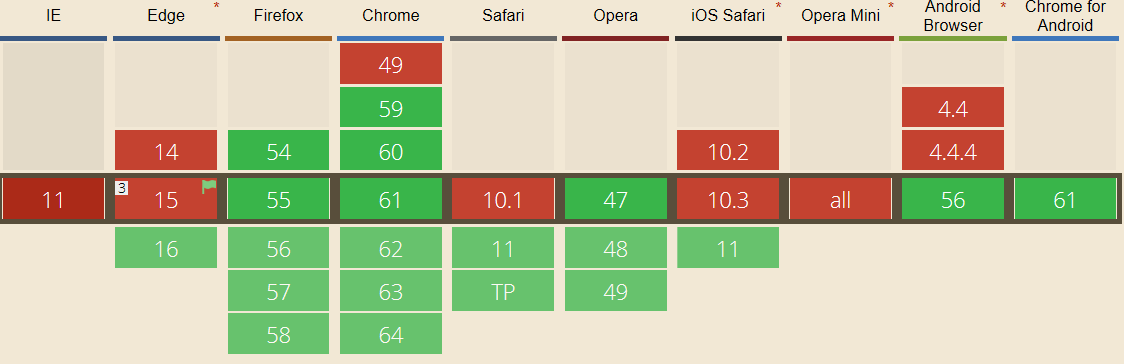 IE Edge * Firefox Chrome Safari Opera iOS Safari * Opera Mini * Android Browser * Chrome for Android
49
59 4.4
14 54 60 10.2 4.4.4
11 3 15 55 61 10.1 47 10.3 all 56 61
16 56 62 11 48 11
57 63 TP 49
58 64